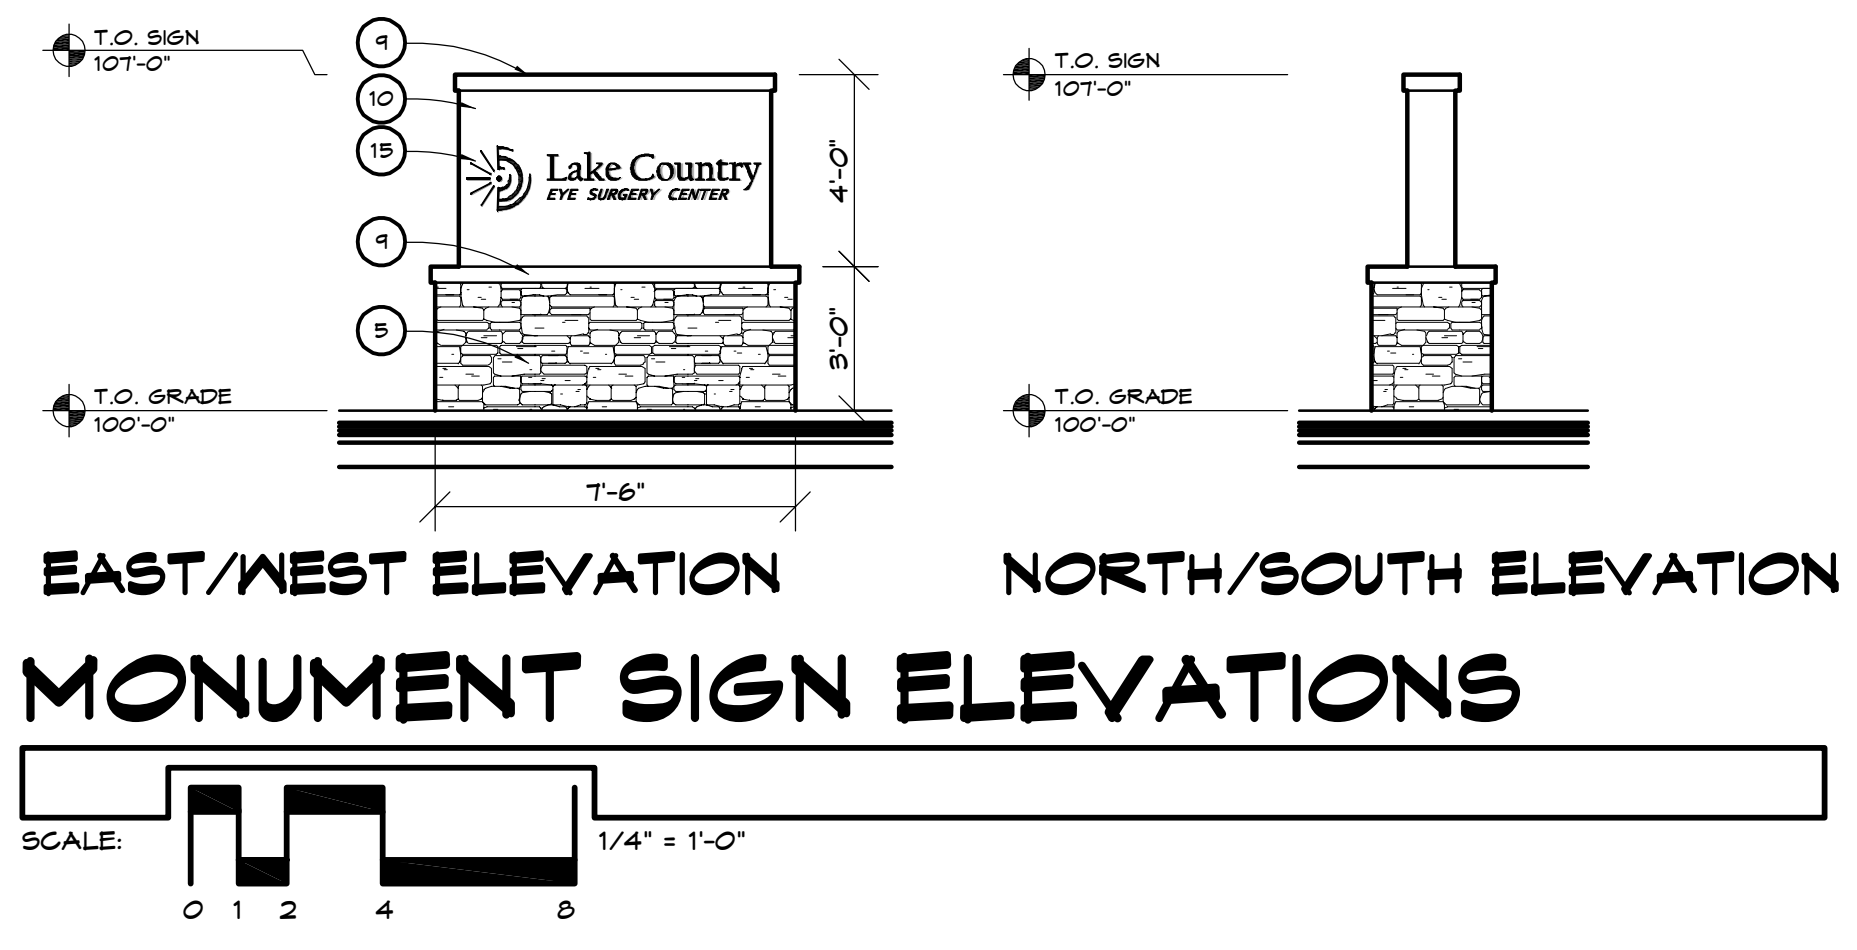 T.O. SIGN
107'-0"
9
10
15
Lake Country
EYE SURGERY CENTER
9
5
4'-0"
3'-0"
T.O. GRADE
100'-0"
7'-6"
EAST/WEST ELEVATION
T.O. SIGN
107'-0"
T.O. GRADE
100'-0"
NORTH/SOUTH ELEVATION
MONUMENT SIGN ELEVATIONS
SCALE:
1/4" = 1'-0"
0 1 2 4 8